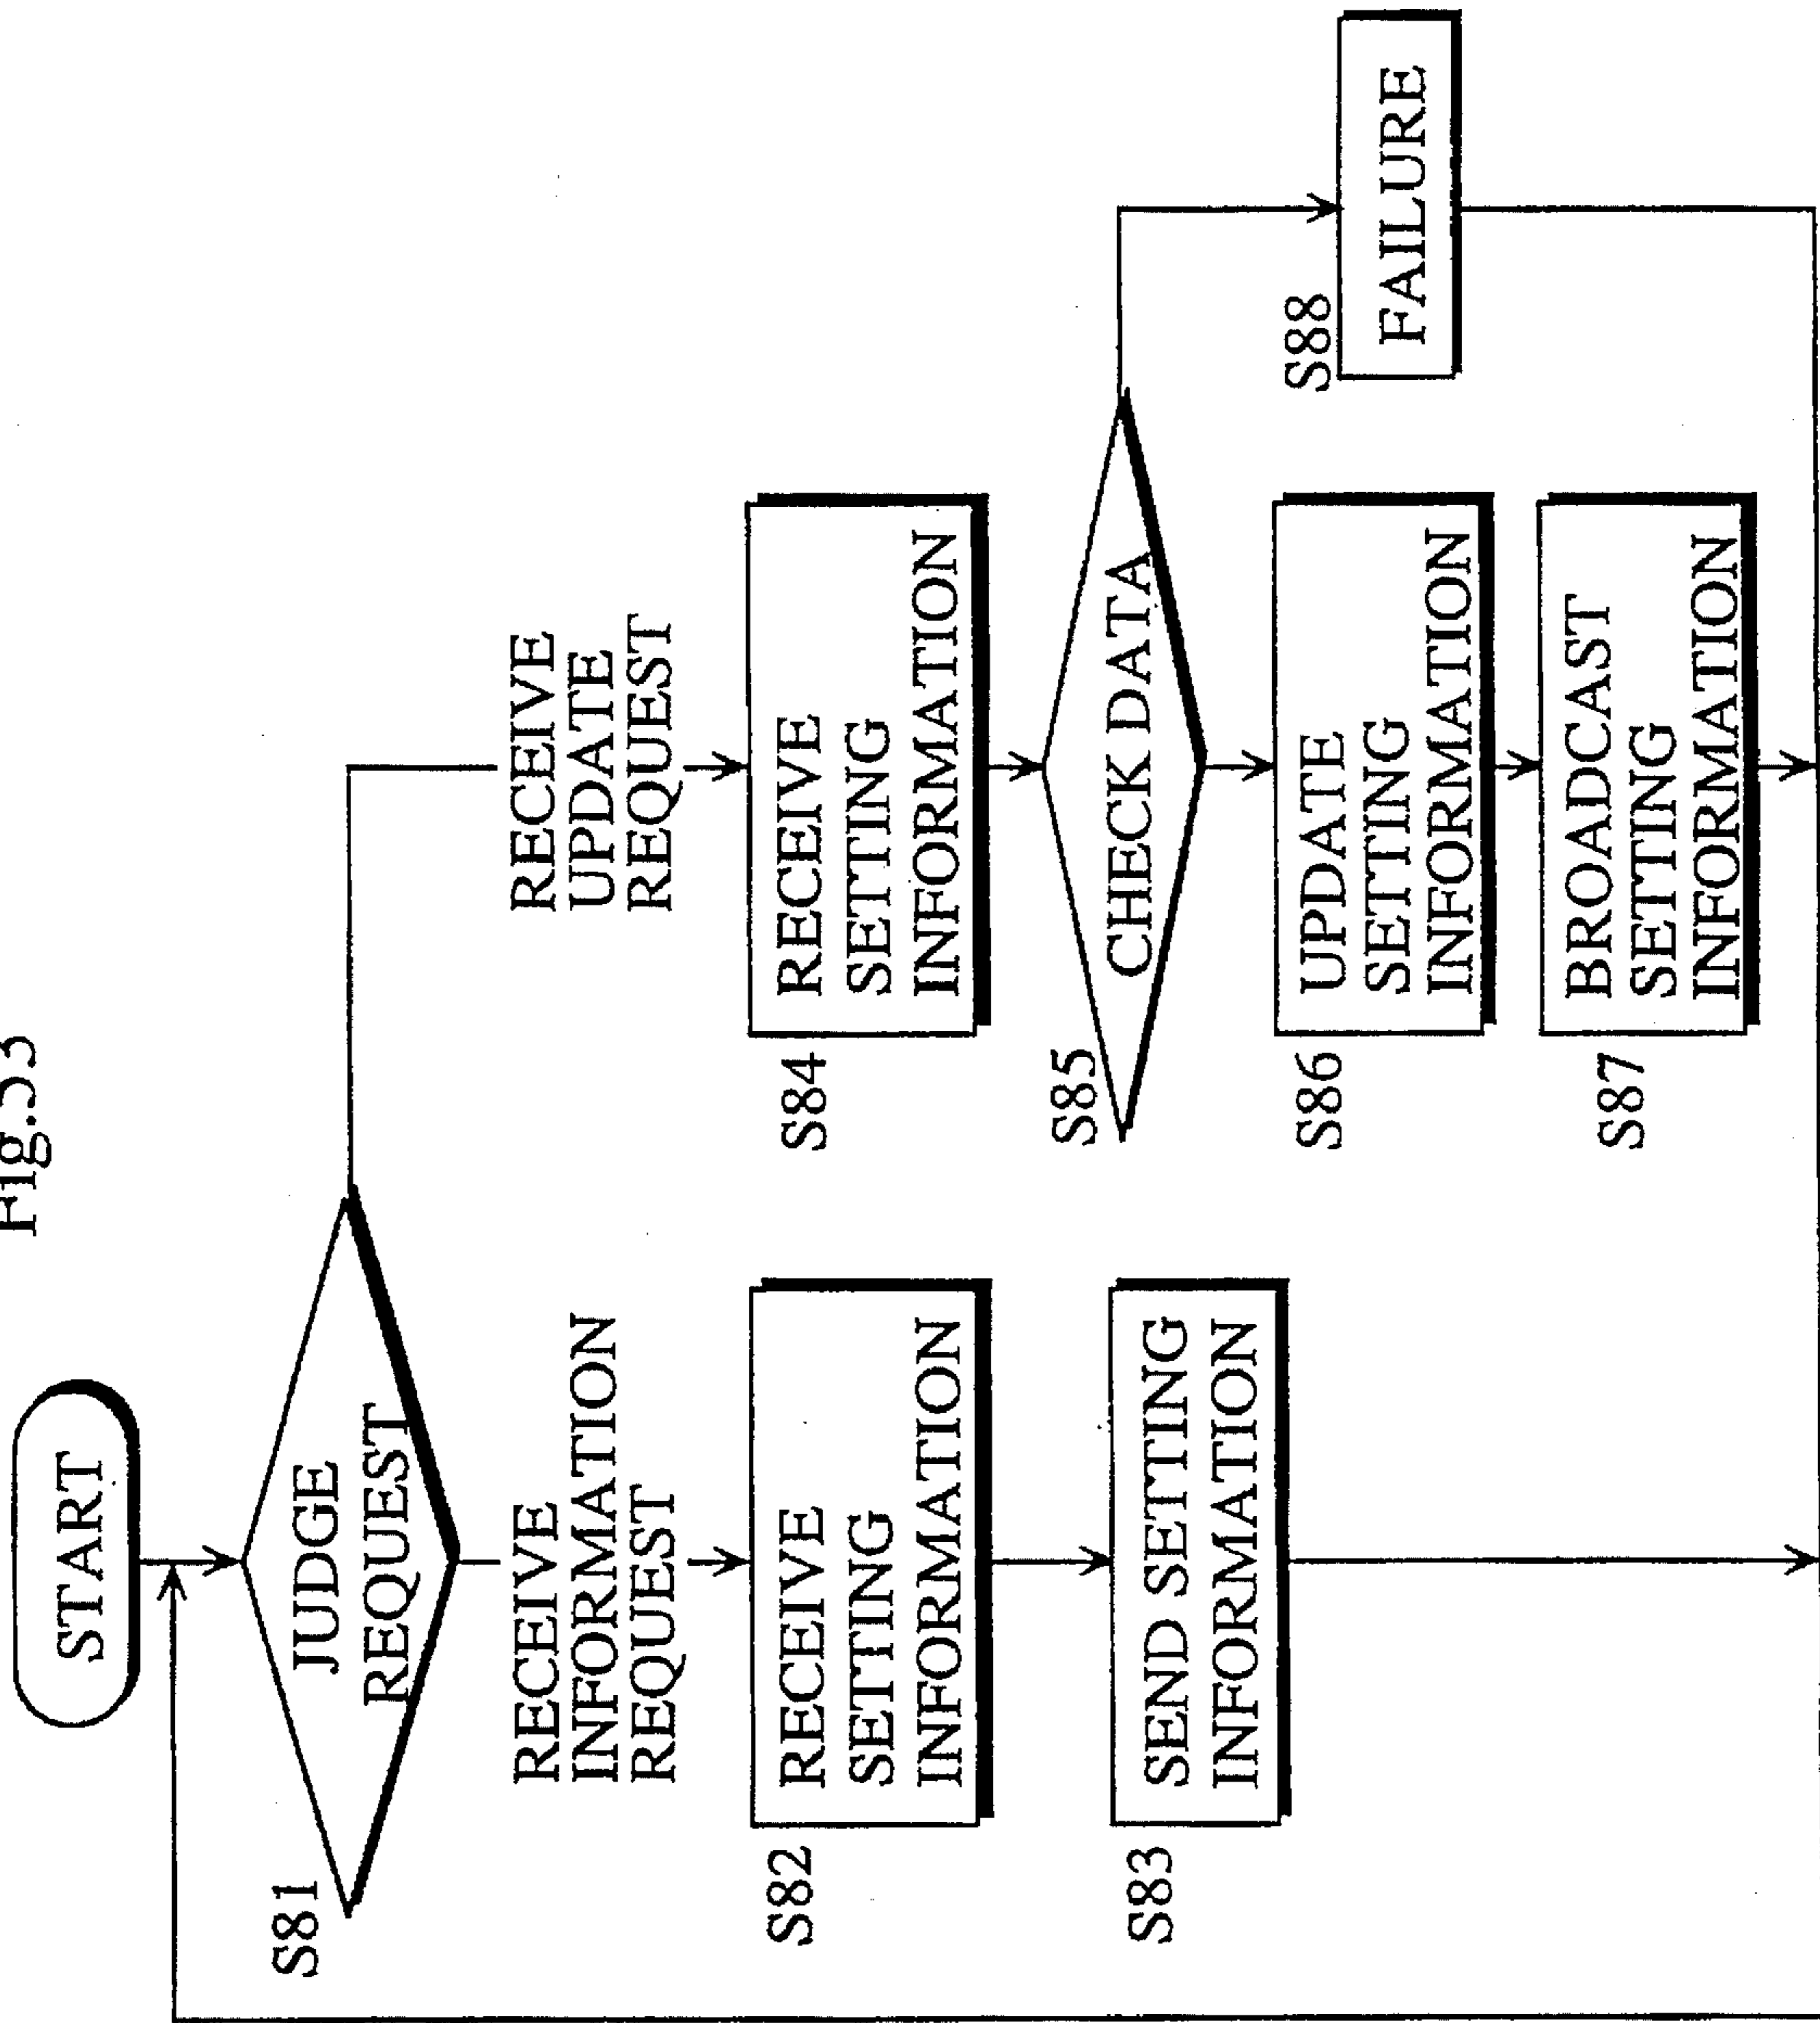 Fig.53
START
S81
JUDGE
REQUEST
RECEIVE
INFORMATION
REQUEST
S82
RECEIVE
SETTING
INFORMATION
S83
SEND SETTING
INFORMATION
RECEIVE
UPDATE
REQUEST
S84
RECEIVE
SETTING
INFORMATION
S85
CHECK DATA
S86
UPDATE
SETTING
INFORMATION
S87
BROADCAST
SETTING
INFORMATION
S88
FAILURE